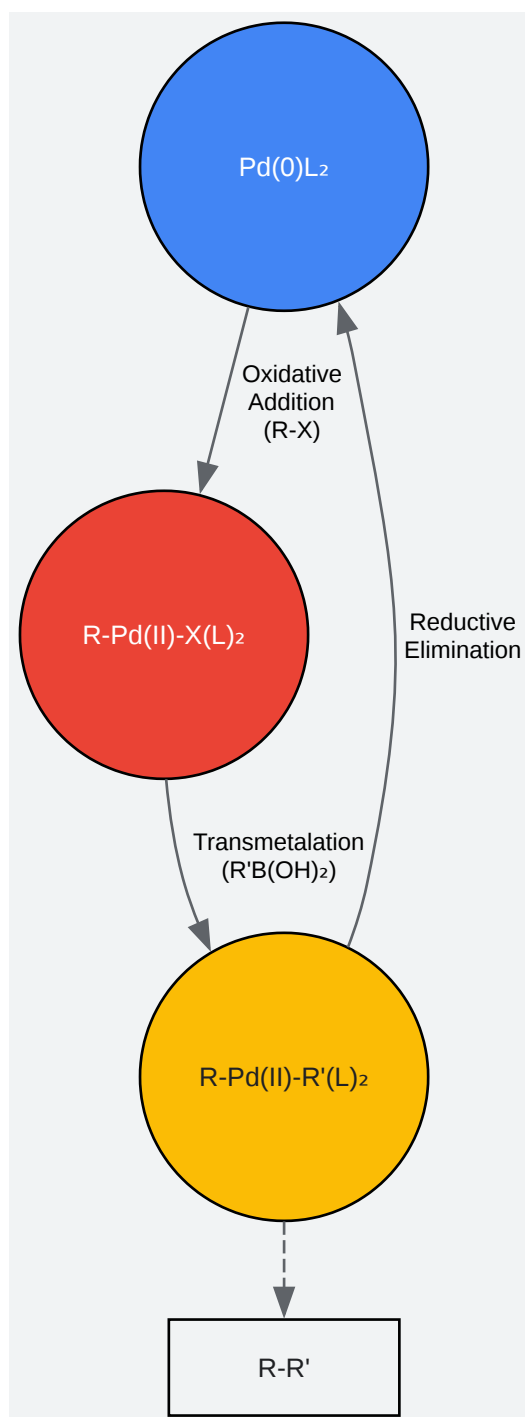 Pd(0)L₂
Oxidative
Addition
(R-X)
R-Pd(II)-X(L)₂
Reductive
Elimination
Transmetalation
(R'B(OH)₂)
R-Pd(II)-R'(L)₂
R-R'